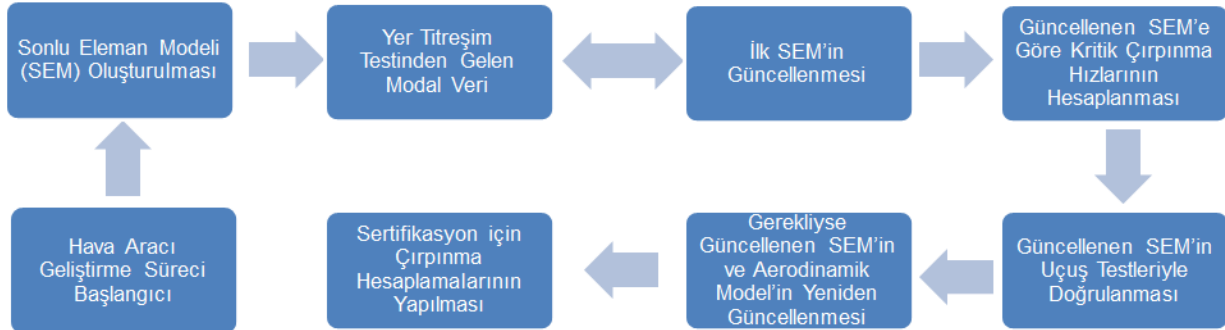 Sonlu Eleman Modeli
(SEM) Oluşturulması
Yer Titreşim
Testinden Gelen
Modal Veri
İlk SEM'in
Güncellenmesi
Güncellenen SEM'e
Göre Kritik Çırpınma
Hızlarının
Hesaplanması
Hava Aracı
Geliştirme Süreci
Başlangıcı
Sertifikasyon için
Çırpınma
Hesaplamalarının
Yapılması
Gerekliyse
Güncellenen SEM'in
ve Aerodinamik
Model'in Yeniden
Güncellenmesi
Güncellenen SEM'in
Uçuş Testleriyle
Doğrulanması